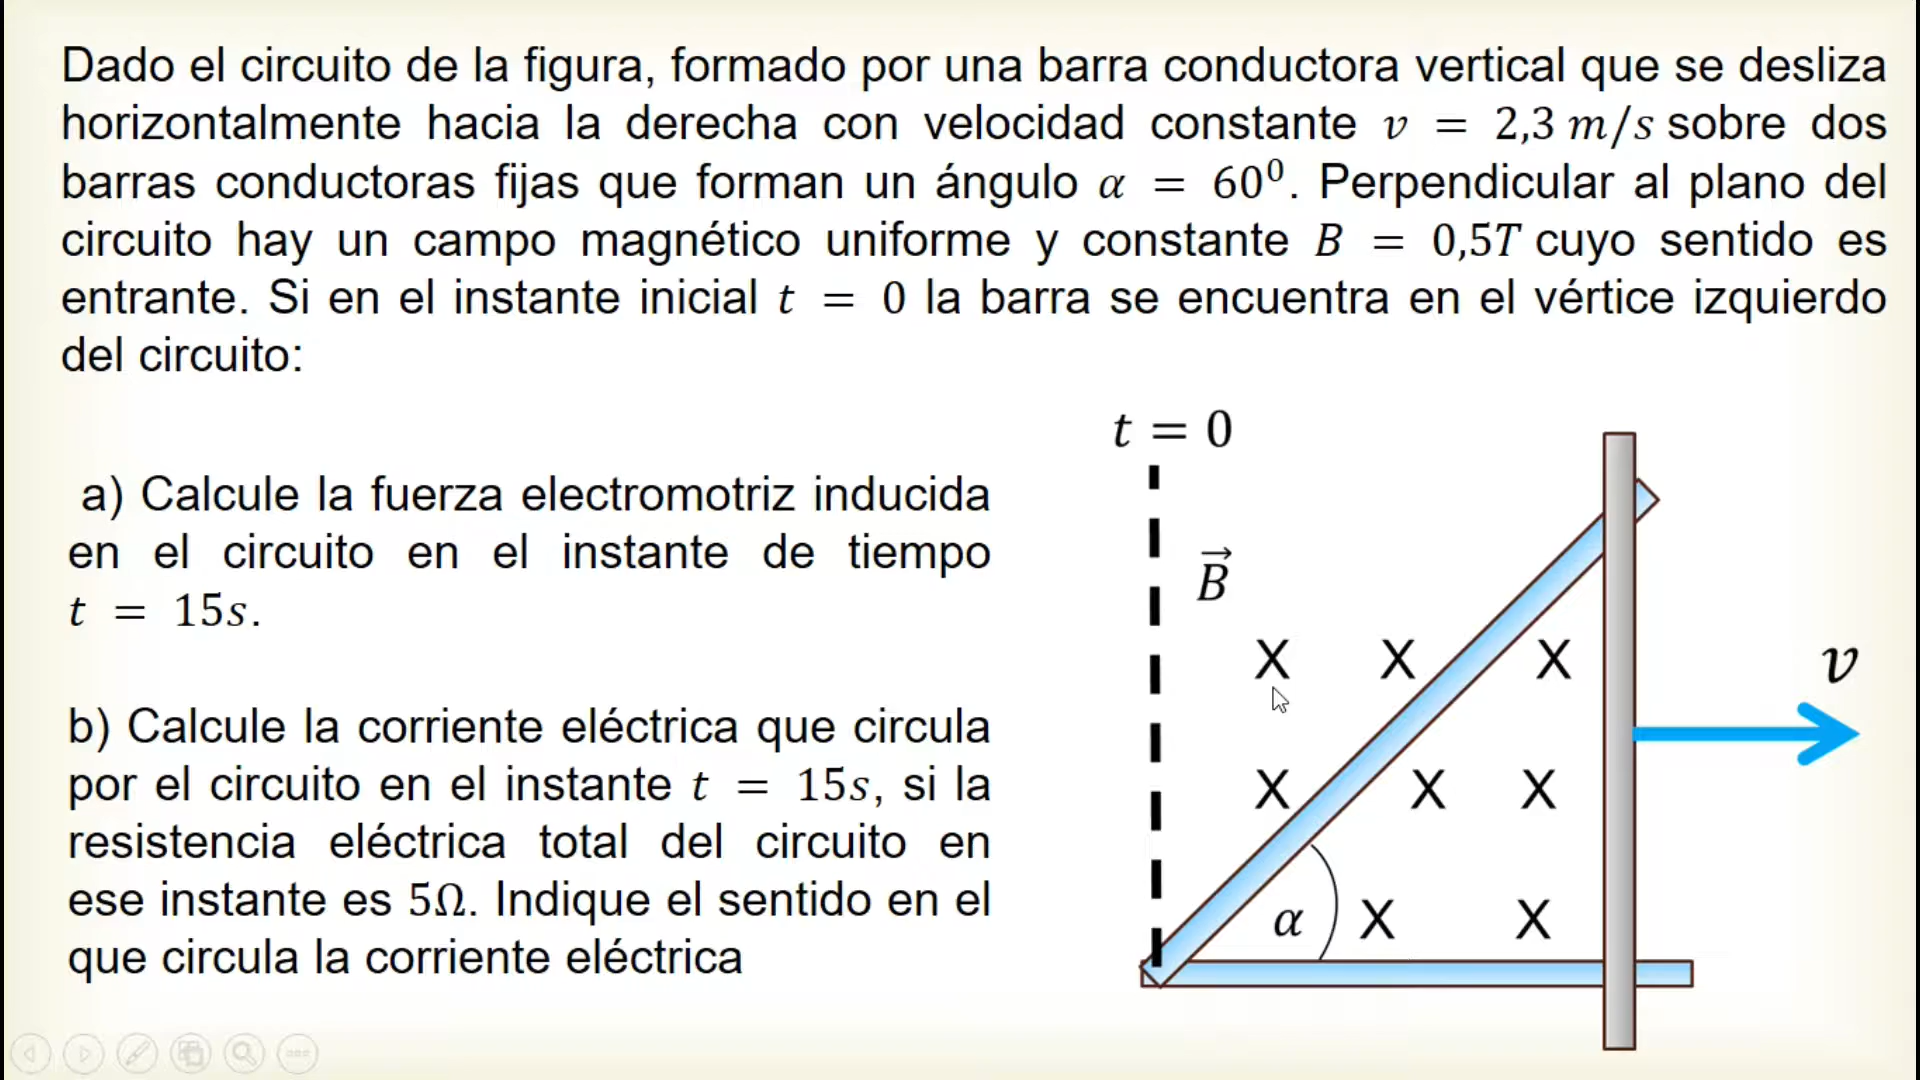 Dado el circuito de la figura, formado por una barra conductora vertical que se desliza
horizontalmente hacia la derecha con velocidad constante v = 2,3 m/s sobre dos
barras conductoras fijas que forman un ángulo α = 60⁰. Perpendicular al plano del
circuito hay un campo magnético uniforme y constante B = 0,5T cuyo sentido es
entrante. Si en el instante inicial t = 0 la barra se encuentra en el vértice izquierdo
del circuito:
a) Calcule la fuerza electromotriz inducida
en el circuito en el instante de tiempo
t = 15s.
b) Calcule la corriente eléctrica que circula
por el circuito en el instante t = 15s, si la
resistencia eléctrica total del circuito en
ese instante es 5Ω. Indique el sentido en el
que circula la corriente eléctrica
t = 0
B⃗
X X X
v
X X X
α X X